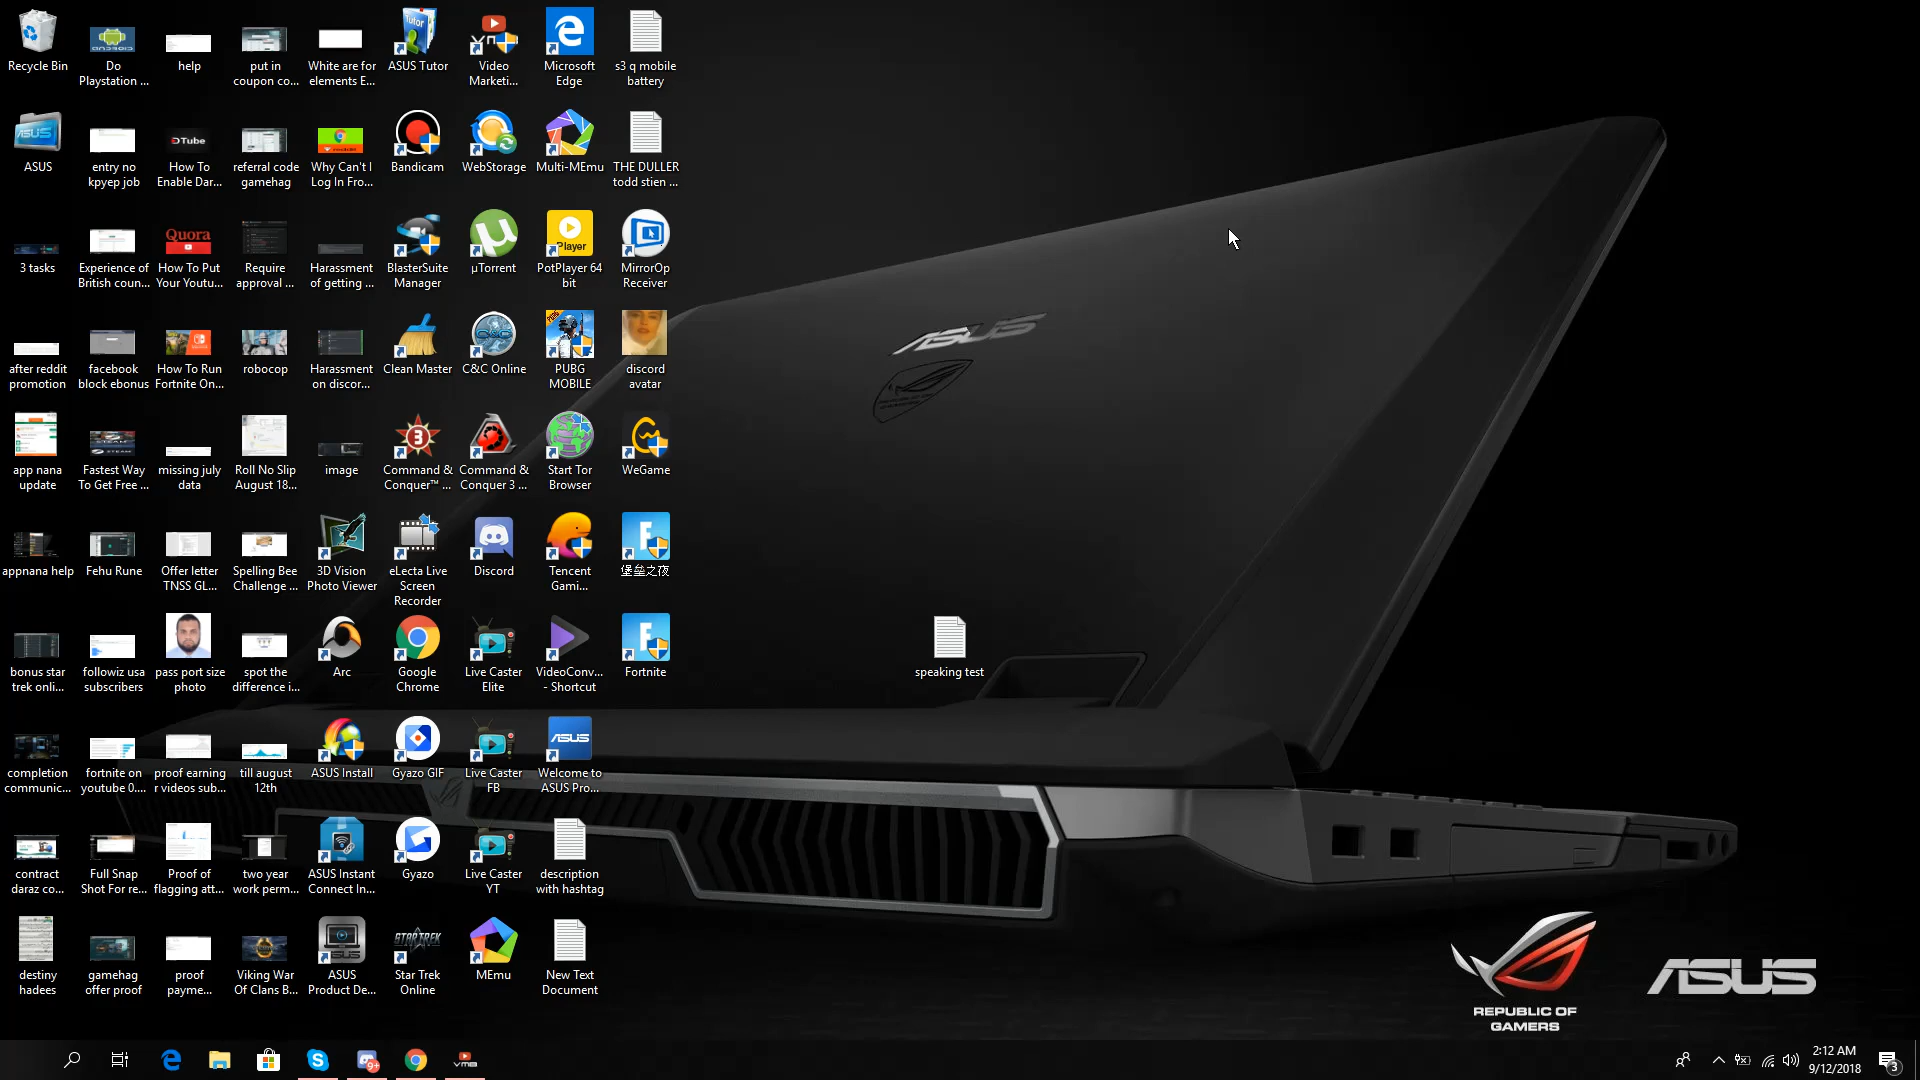 Recycle Bin
Do
Playstation ...
help
put in
coupon co...
White are for
elements E...
ASUS Tutor
Video
Marketi...
Microsoft
Edge
s3 q mobile
battery
ASUS
entry no
kpyep job
DTube
How To
Enable Dar...
referral code
gamehag
Why Can't I
Log In Fro...
Bandicam
WebStorage
Multi-MEmu
THE DULLER
todd stien ...
3 tasks
Experience of
British coun...
Quora
How To Put
Your Youtu...
Require
approval ...
Harassment
of getting ...
BlasterSuite
Manager
µTorrent
Player
PotPlayer 64
bit
MirrorOp
Receiver
after reddit
promotion
facebook
block ebonus
How To Run
Fortnite On...
robocop
Harassment
on discor...
Clean Master
C&C Online
PUBG
MOBILE
discord
avatar
app nana
update
Fastest Way
To Get Free ...
missing july
data
Roll No Slip
August 18...
image
Command &
Conquer™ ...
Command &
Conquer 3 ...
Start Tor
Browser
WeGame
appnana help
Fehu Rune
Offer letter
TNSS GL...
Spelling Bee
Challenge ...
3D Vision
Photo Viewer
eLecta Live
Screen
Recorder
Discord
Tencent
Gami...
堡垒之夜
bonus star
trek onli...
followiz usa
subscribers
pass port size
photo
spot the
difference i...
Arc
Google
Chrome
Live Caster
Elite
VideoConv...
- Shortcut
Fortnite
speaking test
completion
communic...
fortnite on
youtube 0....
proof earning
r videos sub...
till august
12th
ASUS Install
Gyazo GIF
Live Caster
FB
Welcome to
ASUS Pro...
contract
daraz co...
Full Snap
Shot For re...
Proof of
flagging att...
two year
work perm...
ASUS Instant
Connect In...
Gyazo
Live Caster
YT
description
with hashtag
destiny
hadees
gamehag
offer proof
proof
payme...
Viking War
Of Clans B...
ASUS
Product De...
STAR TREK
Star Trek
Online
MEmu
New Text
Document
ASUS
REPUBLIC OF
GAMERS
ASUS
9+
2:12 AM
9/12/2018
3